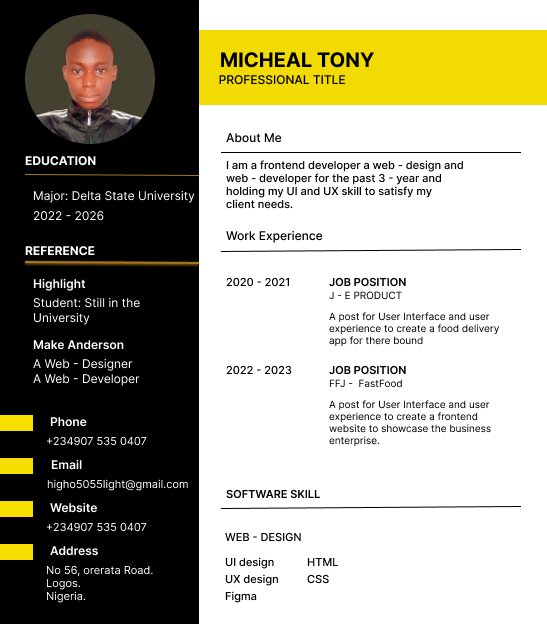 MICHEAL TONY
PROFESSIONAL TITLE
EDUCATION
Major: Delta State University
2022 - 2026
REFERENCE
Highlight
Student: Still in the
University
Make Anderson
A Web - Designer
A Web - Developer
Phone
+234907 535 0407
Email
higho5055light@gmail.com
Website
+234907 535 0407
Address
No 56, orerata Road.
Logos.
Nigeria.
About Me
I am a frontend developer a web - design and
web - developer for the past 3 - year and
holding my UI and UX skill to satisfy my
client needs.
Work Experience
2020 - 2021
JOB POSITION
J - E PRODUCT
A post for User Interface and user
experience to create a food delivery
app for there bound
2022 - 2023
JOB POSITION
FFJ - FastFood
A post for User Interface and user
experience to create a frontend
website to showcase the business
enterprise.
SOFTWARE SKILL
WEB - DESIGN
UI design HTML
UX design CSS
Figma